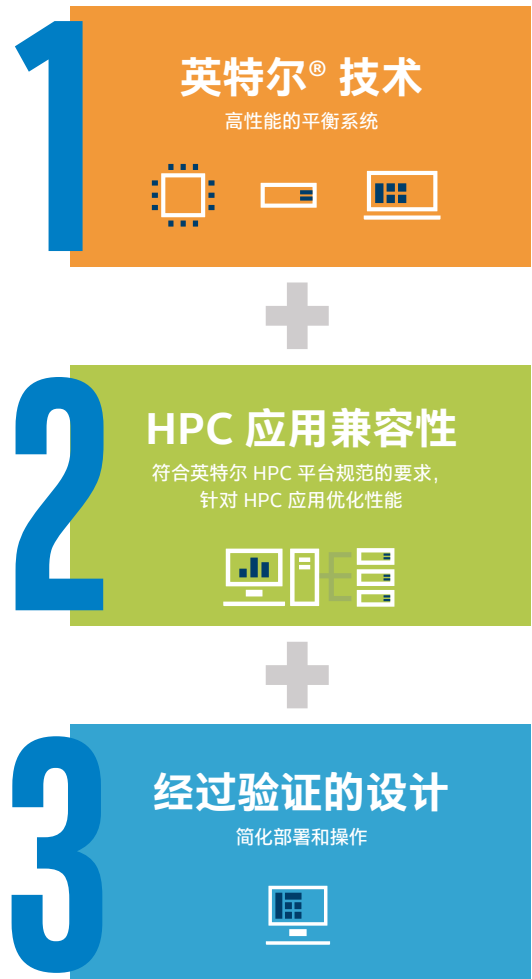 1
英特尔® 技术
高性能的平衡系统
2
HPC 应用兼容性
符合英特尔 HPC 平台规范的要求，
针对 HPC 应用优化性能
3
经过验证的设计
简化部署和操作